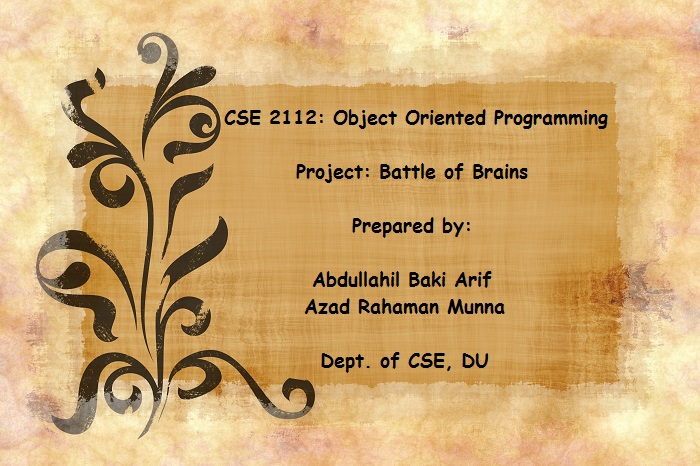 CSE 2112: Object Oriented Programming
Project: Battle of Brains
Prepared by:
Abdullahil Baki Arif
Azad Rahaman Munna
Dept. of CSE, DU